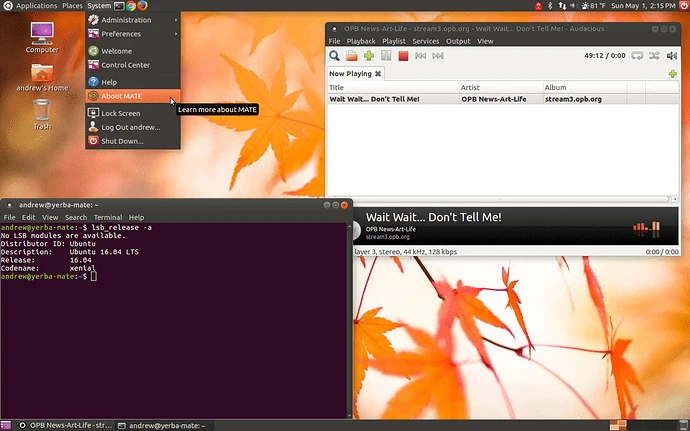 Applications Places System
81 °F Sun May 1, 2:15 PM
Computer
andrew's Home
Trash
Administration
Preferences
Welcome
Control Center
Help
About MATE
Learn more about MATE
Lock Screen
Log Out andrew...
Shut Down...
OPB News-Art-Life - stream3.opb.org - Wait Wait... Don't Tell Me! - Audacious
File Playback Playlist Services Output View
49:12 / 0:00
Now Playing
Title Artist Album
Wait Wait... Don't Tell Me! OPB News-Art-Life stream3.opb.org
Wait Wait... Don't Tell Me!
OPB News-Art-Life
stream3.opb.org
layer 3, stereo, 44 kHz, 128 kbps 0:00 / 0:00
andrew@yerba-mate: ~
File Edit View Search Terminal Help
andrew@yerba-mate:~$ lsb_release -a
No LSB modules are available.
Distributor ID: Ubuntu
Description: Ubuntu 16.04 LTS
Release: 16.04
Codename: xenial
andrew@yerba-mate:~$
OPB News-Art-Life - str... andrew@yerba-mate: ~